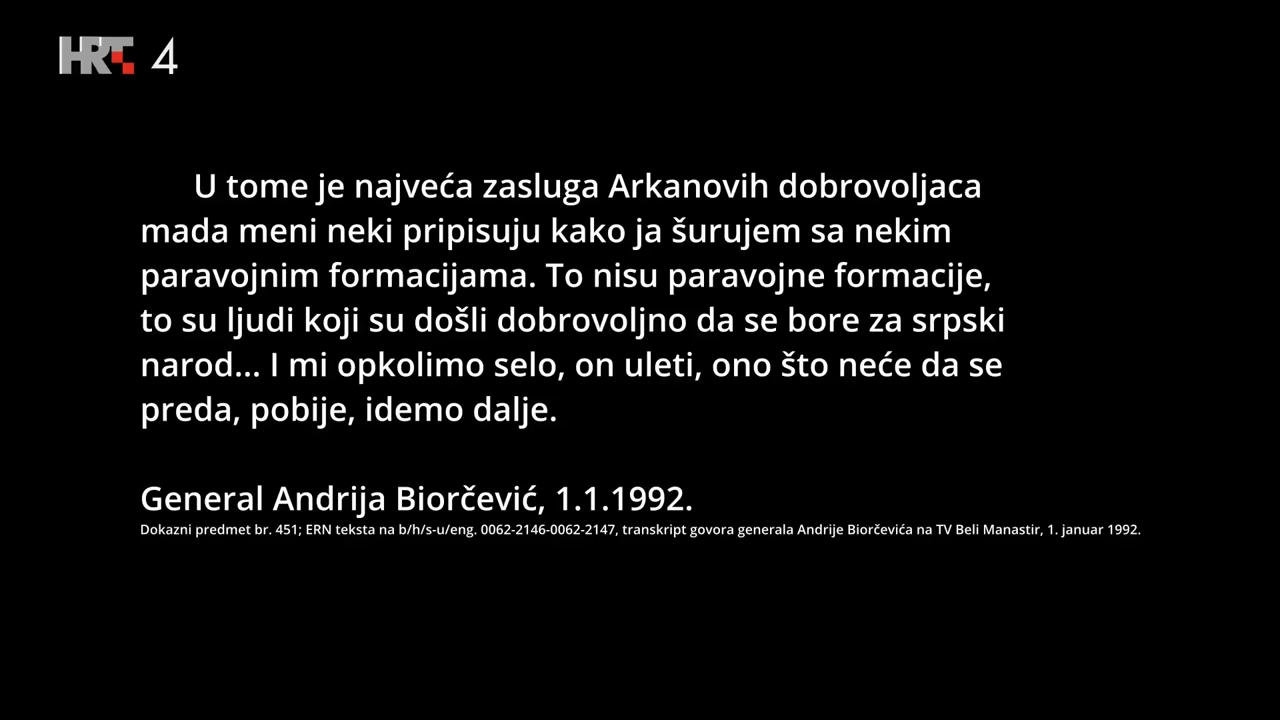 HRT 4
U tome je najveća zasluga Arkanovih dobrovoljaca
mada meni neki pripisuju kako ja šurujem sa nekim
paravojnim formacijama. To nisu paravojne formacije,
to su ljudi koji su došli dobrovoljno da se bore za srpski
narod... I mi opkolimo selo, on uleti, ono što neće da se
preda, pobije, idemo dalje.
General Andrija Biorčević, 1.1.1992.
Dokazni predmet br. 451; ERN teksta na b/h/s-u/eng. 0062-2146-0062-2147, transkript govora generala Andrije Biorčevića na TV Beli Manastir, 1. januar 1992.